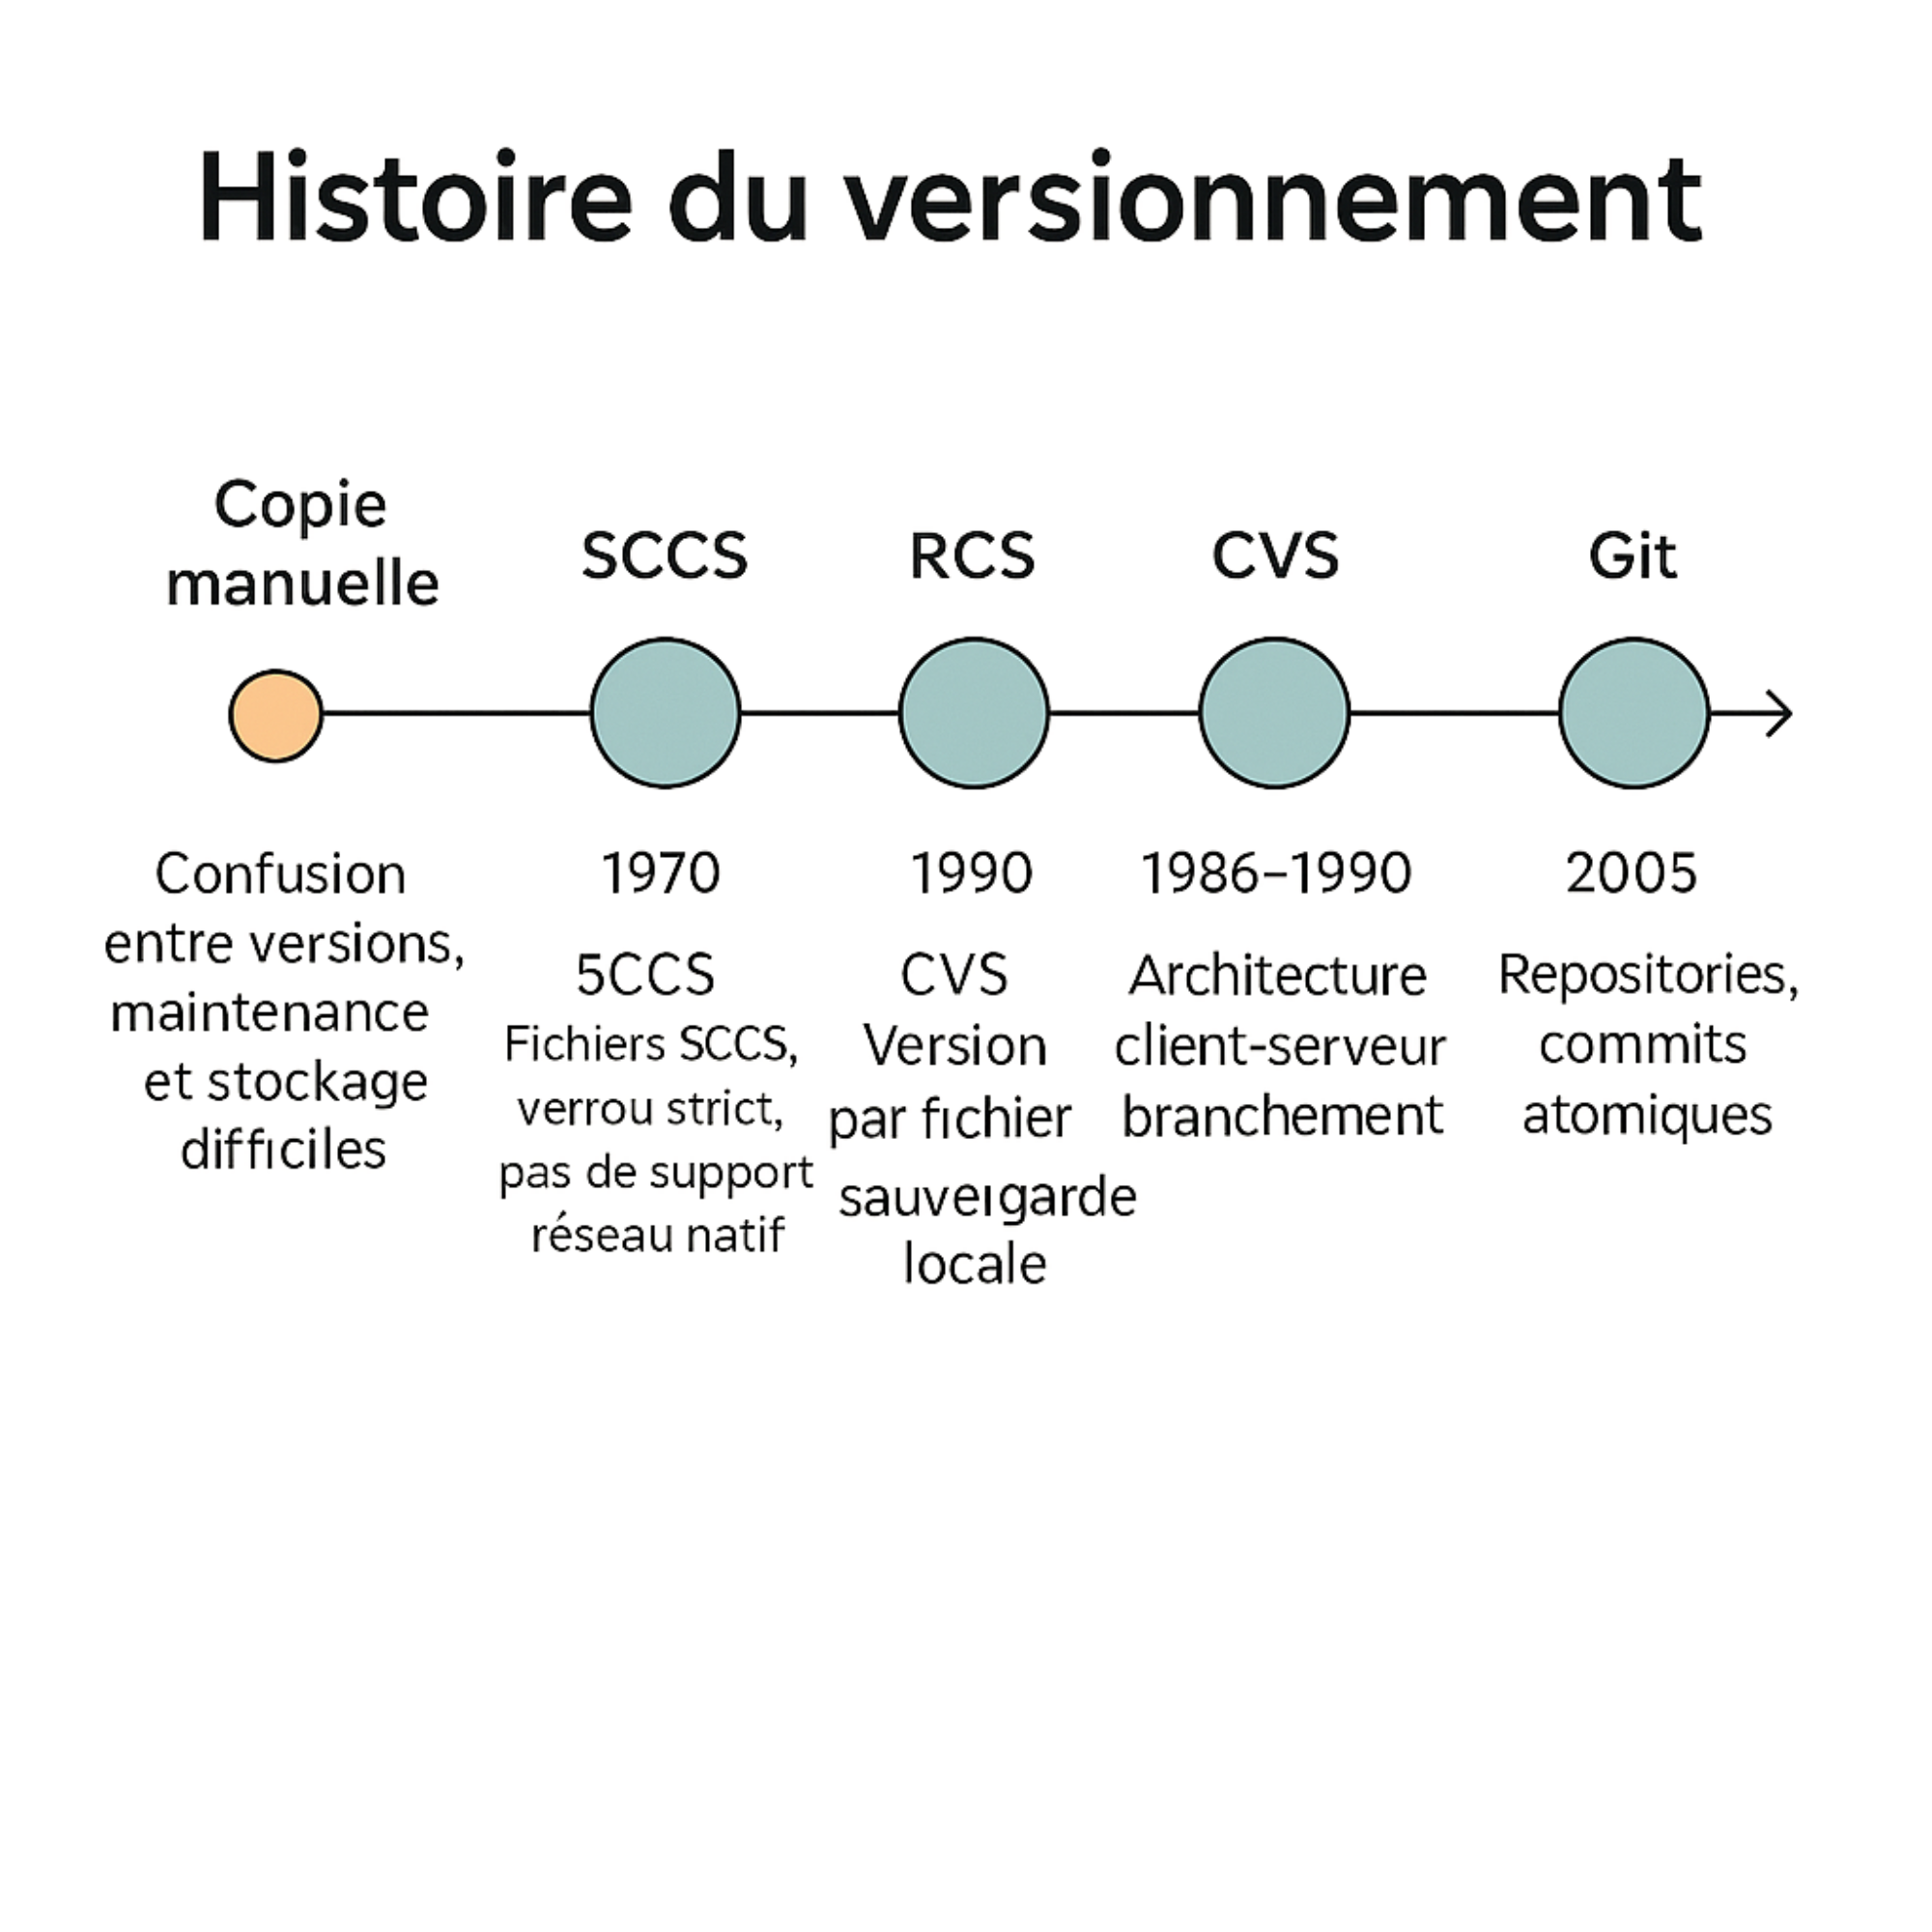 Histoire du versionnement
Copie
manuelle
SCCS
RCS
CVS
Git
Confusion
entre versions,
maintenance
et stockage
difficiles
1970
5CCS
Fichiers SCCS,
verrou strict,
pas de support
réseau natif
1990
CVS
Version
par fichier
sauveıgarde
locale
1986–1990
Architecture
client-serveur
branchement
2005
Repositories,
commits
atomiques